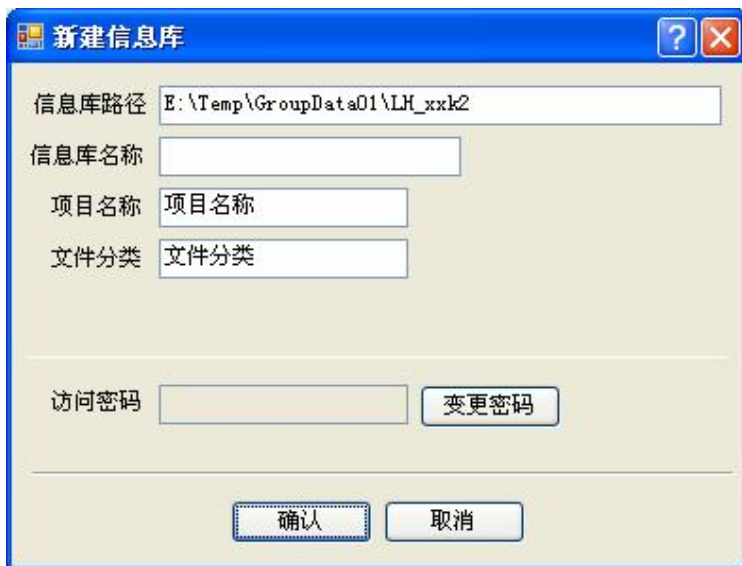 新建信息库
信息库路径 E:\Temp\GroupData01\LH_xxk2
信息库名称
项目名称 项目名称
文件分类 文件分类
访问密码 变更密码
确认 取消